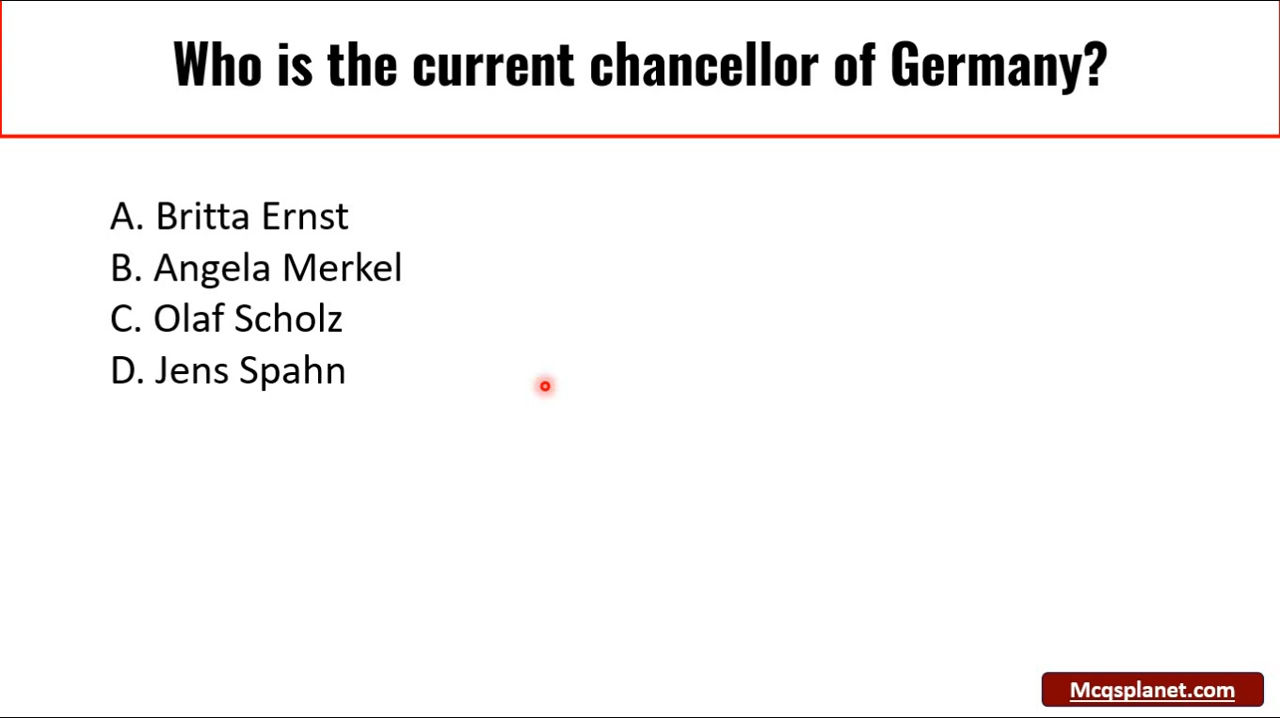 Who is the current chancellor of Germany?
A. Britta Ernst
B. Angela Merkel
C. Olaf Scholz
D. Jens Spahn
Mcqsplanet.com